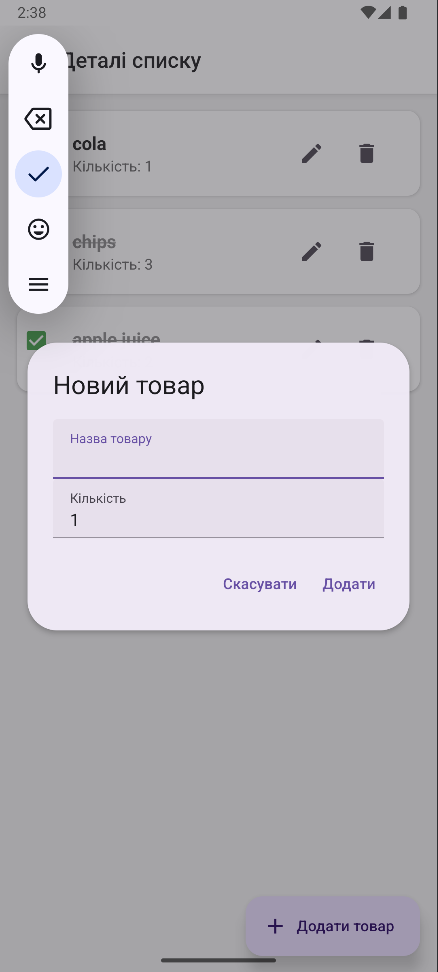 2:38
Деталі списку
cola
Кількість: 1
chips
Кількість: 3
apple juice
Новий товар
Назва товару
Кількість
1
Скасувати
Додати
Додати товар